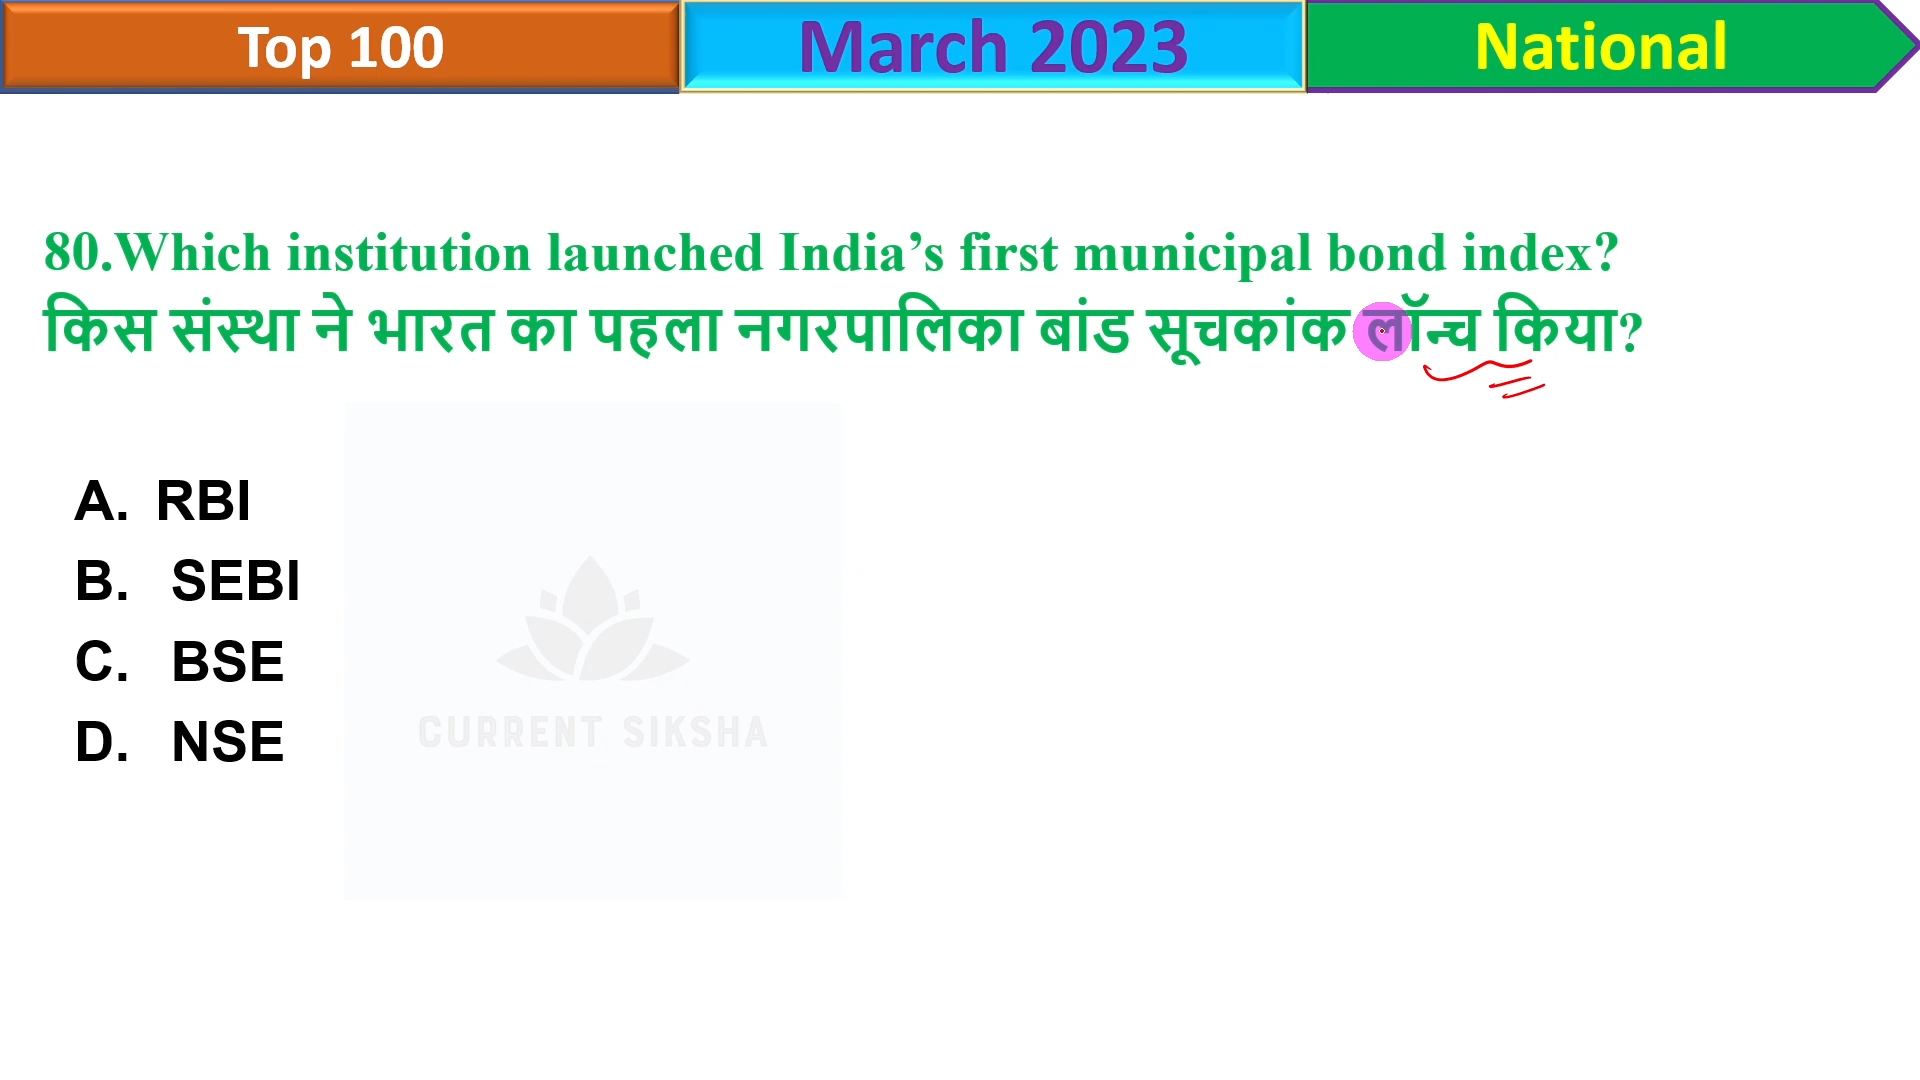 Top 100
March 2023
National
80.Which institution launched India’s first municipal bond index?
किस संस्था ने भारत का पहला नगरपालिका बांड सूचकांक लॉन्च किया?
A. RBI
B. SEBI
C. BSE
D. NSE
CURRENT SIKSHA